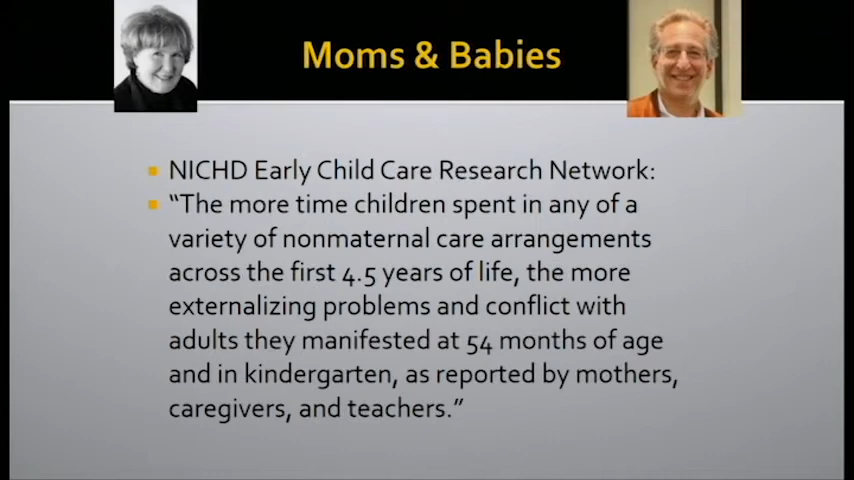 Moms & Babies
NICHD Early Child Care Research Network:
“The more time children spent in any of a
variety of nonmaternal care arrangements
across the first 4.5 years of life, the more
externalizing problems and conflict with
adults they manifested at 54 months of age
and in kindergarten, as reported by mothers,
caregivers, and teachers.”